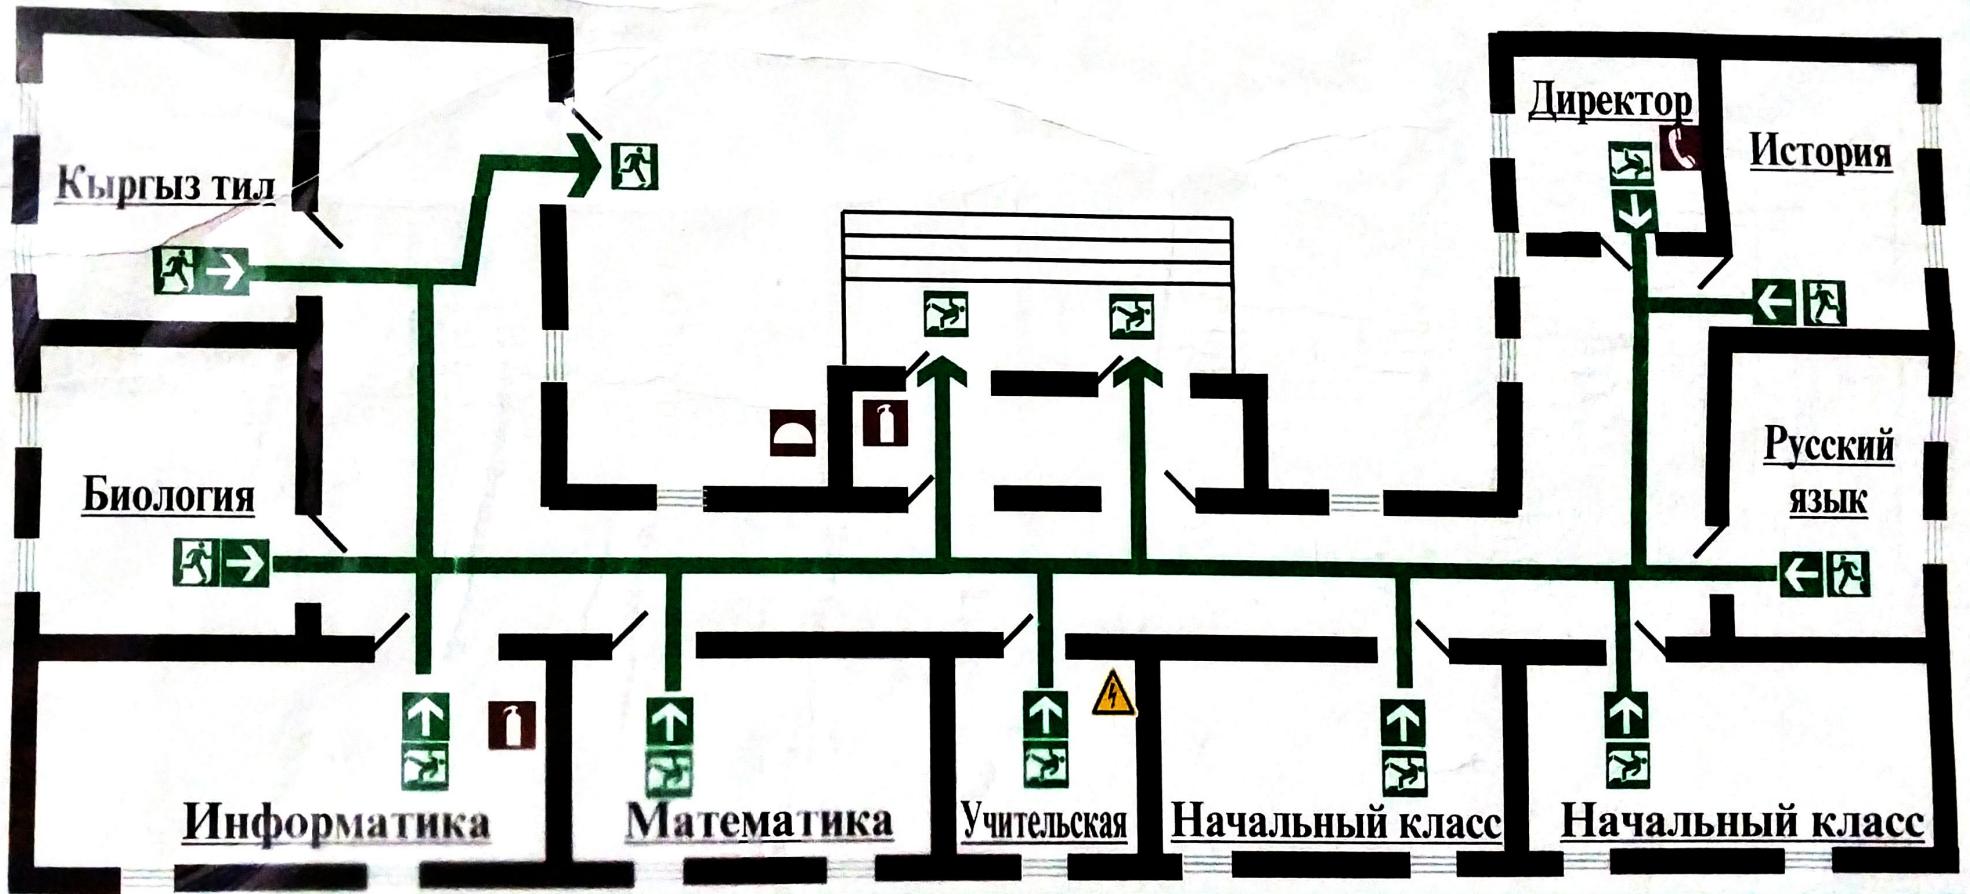 Директор
История
Кыргыз тил
Русский
язык
Биология
Информатика
Математика
Учительская
Начальный класс
Начальный класс